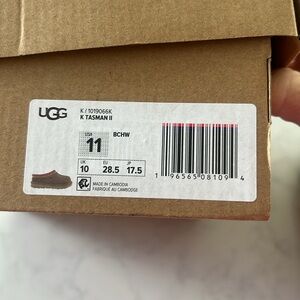 UGG
K / 1019066K
K TASMAN II
USA
11
BCHW
UK EU JP
10 28.5 17.5
MADE IN CAMBODIA
FABRIQUÉ AU CAMBODGE
1 96565 08109 4